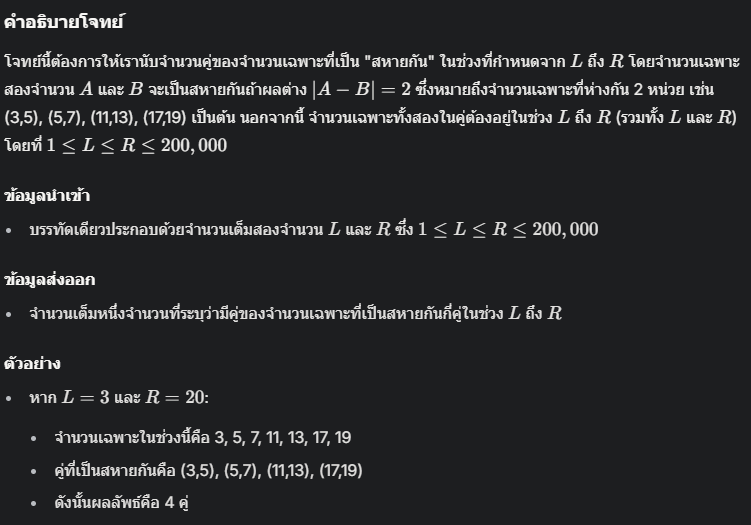 คำอธิบายโจทย์
โจทย์นี้ต้องการให้เรานับจำนวนคู่ของจำนวนเฉพาะที่เป็น "สหายกัน" ในช่วงที่กำหนดจาก L ถึง R โดยจำนวนเฉพาะ
สองจำนวน A และ B จะเป็นสหายกันถ้าผลต่าง |A − B| = 2 ซึ่งหมายถึงจำนวนเฉพาะที่ห่างกัน 2 หน่วย เช่น
(3,5), (5,7), (11,13), (17,19) เป็นต้น นอกจากนี้ จำนวนเฉพาะทั้งสองในคู่ต้องอยู่ในช่วง L ถึง R (รวมทั้ง L และ R)
โดยที่ 1 ≤ L ≤ R ≤ 200,000
ข้อมูลนำเข้า
• บรรทัดเดียวประกอบด้วยจำนวนเต็มสองจำนวน L และ R ซึ่ง 1 ≤ L ≤ R ≤ 200,000
ข้อมูลส่งออก
• จำนวนเต็มหนึ่งจำนวนที่ระบุว่ามีคู่ของจำนวนเฉพาะที่เป็นสหายกันกี่คู่ในช่วง L ถึง R
ตัวอย่าง
• หาก L = 3 และ R = 20:
• จำนวนเฉพาะในช่วงนี้คือ 3, 5, 7, 11, 13, 17, 19
• คู่ที่เป็นสหายกันคือ (3,5), (5,7), (11,13), (17,19)
• ดังนั้นผลลัพธ์คือ 4 คู่